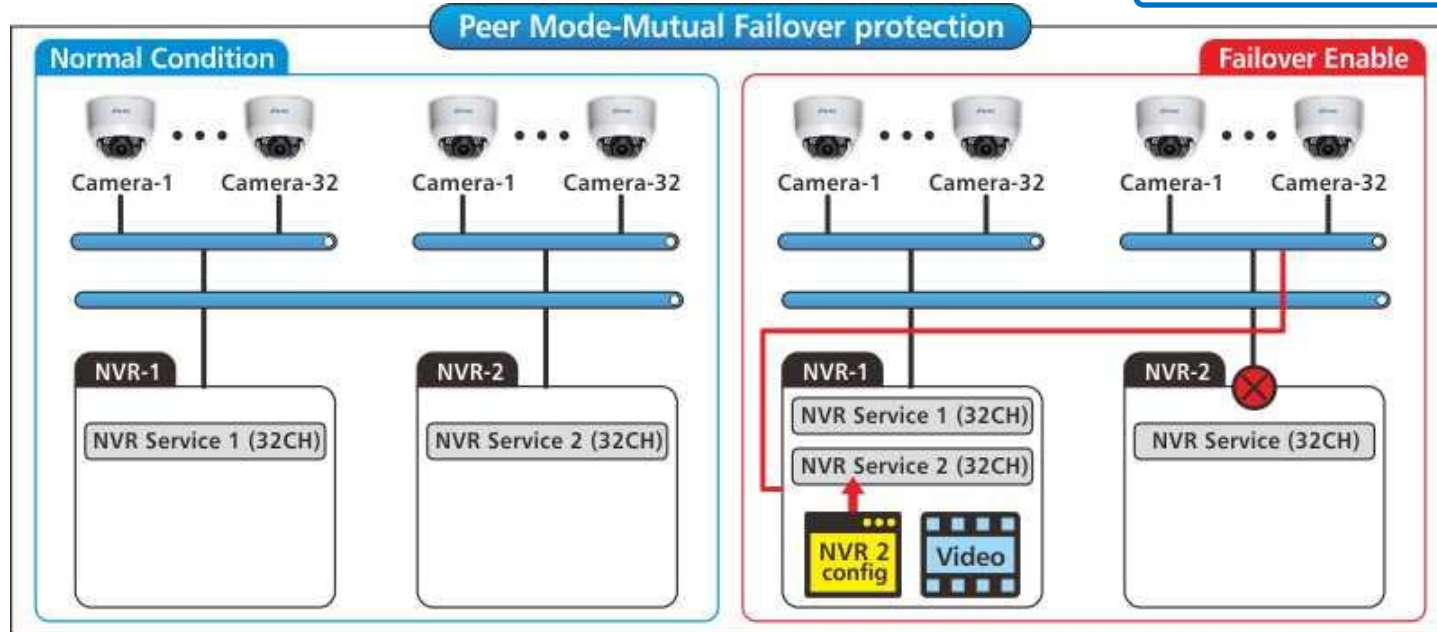 Peer Mode-Mutual Failover protection
Normal Condition
Camera-1
Camera-32
Camera-1
Camera-32
NVR-1
NVR Service 1 (32CH)
NVR-2
NVR Service 2 (32CH)
Failover Enable
Camera-1
Camera-32
Camera-1
Camera-32
NVR-1
NVR Service 1 (32CH)
NVR Service 2 (32CH)
NVR 2
config
Video
NVR-2
NVR Service (32CH)